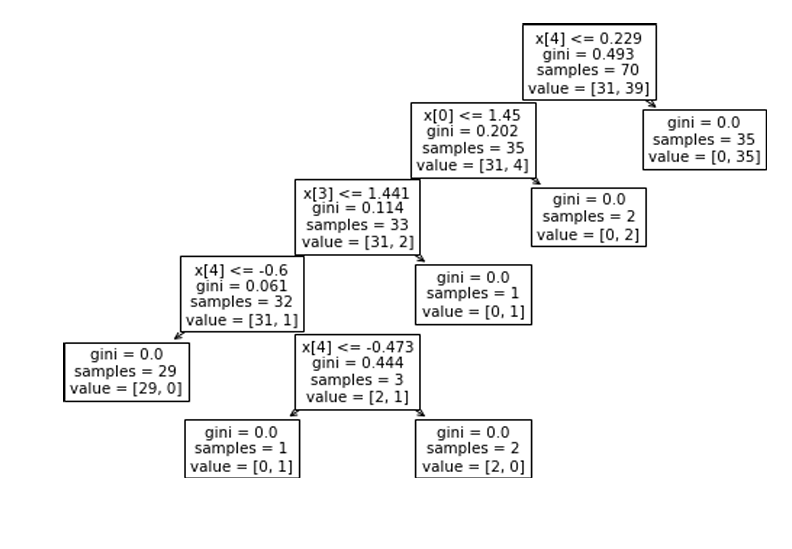 x[4] <= 0.229
gini = 0.493
samples = 70
value = [31, 39]
x[0] <= 1.45
gini = 0.202
samples = 35
value = [31, 4]
gini = 0.0
samples = 35
value = [0, 35]
x[3] <= 1.441
gini = 0.114
samples = 33
value = [31, 2]
gini = 0.0
samples = 2
value = [0, 2]
x[4] <= -0.6
gini = 0.061
samples = 32
value = [31, 1]
gini = 0.0
samples = 1
value = [0, 1]
gini = 0.0
samples = 29
value = [29, 0]
x[4] <= -0.473
gini = 0.444
samples = 3
value = [2, 1]
gini = 0.0
samples = 1
value = [0, 1]
gini = 0.0
samples = 2
value = [2, 0]